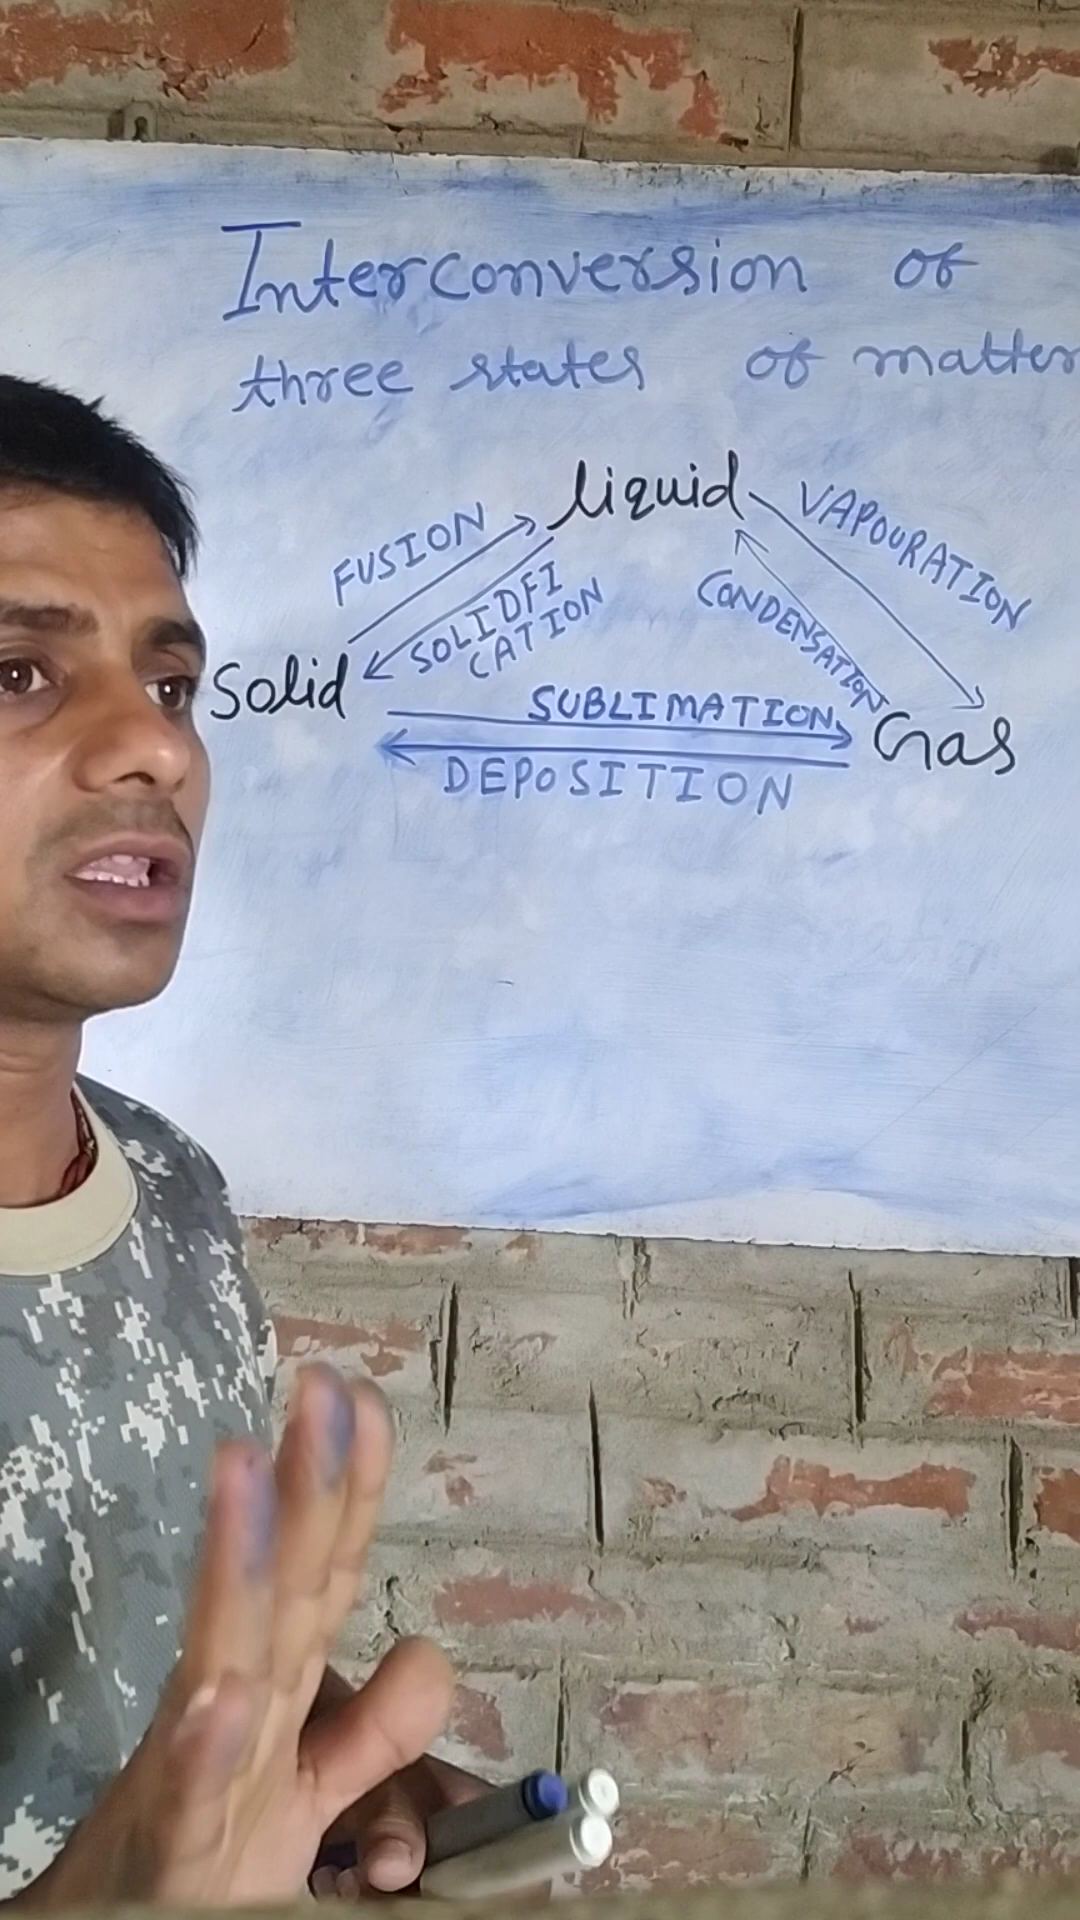 Interconversion of
three states of matter
liquid
VAPOURATION
FUSION
SOLIDFI
CATION
CONDENSATION
Solid
SUBLIMATION
Gas
DEPOSITION